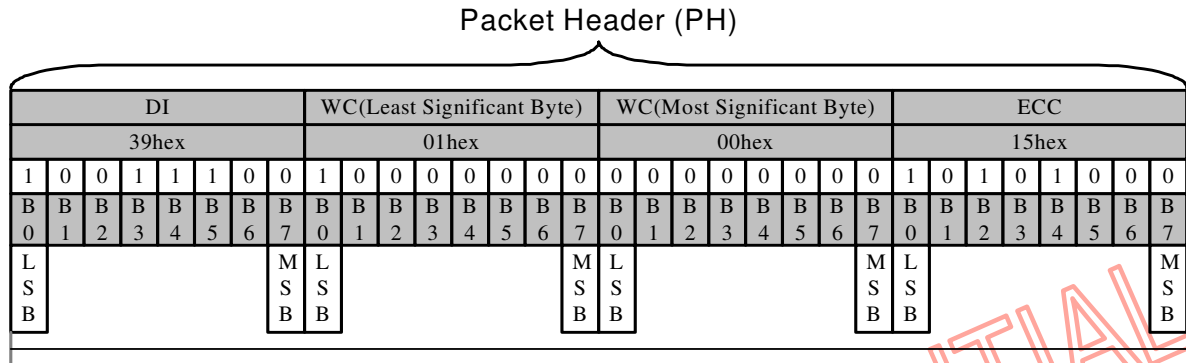 Packet Header (PH)
DI WC(Least Significant Byte) WC(Most Significant Byte) ECC
39hex 01hex 00hex 15hex
1 0 0 1 1 1 0 0 1 0 0 0 0 0 0 0 0 0 0 0 0 0 0 0 1 0 1 0 1 0 0 0
B0 B1 B2 B3 B4 B5 B6 B7 B0 B1 B2 B3 B4 B5 B6 B7 B0 B1 B2 B3 B4 B5 B6 B7 B0 B1 B2 B3 B4 B5 B6 B7
LSB MSB LSB MSB LSB MSB LSB MSB